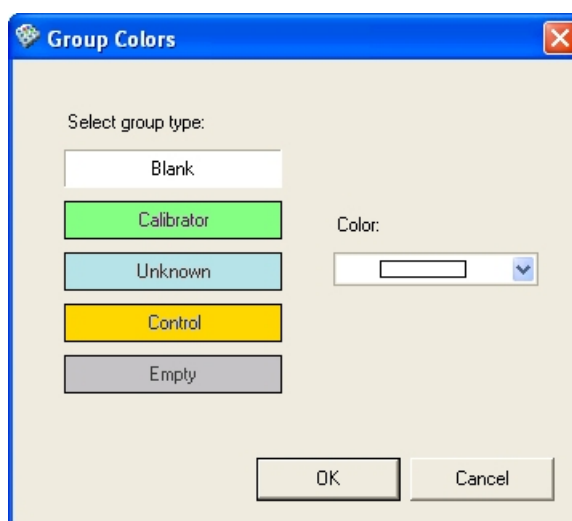 Group Colors
Select group type:
Blank
Calibrator
Color:
Unknown
Control
Empty
OK
Cancel